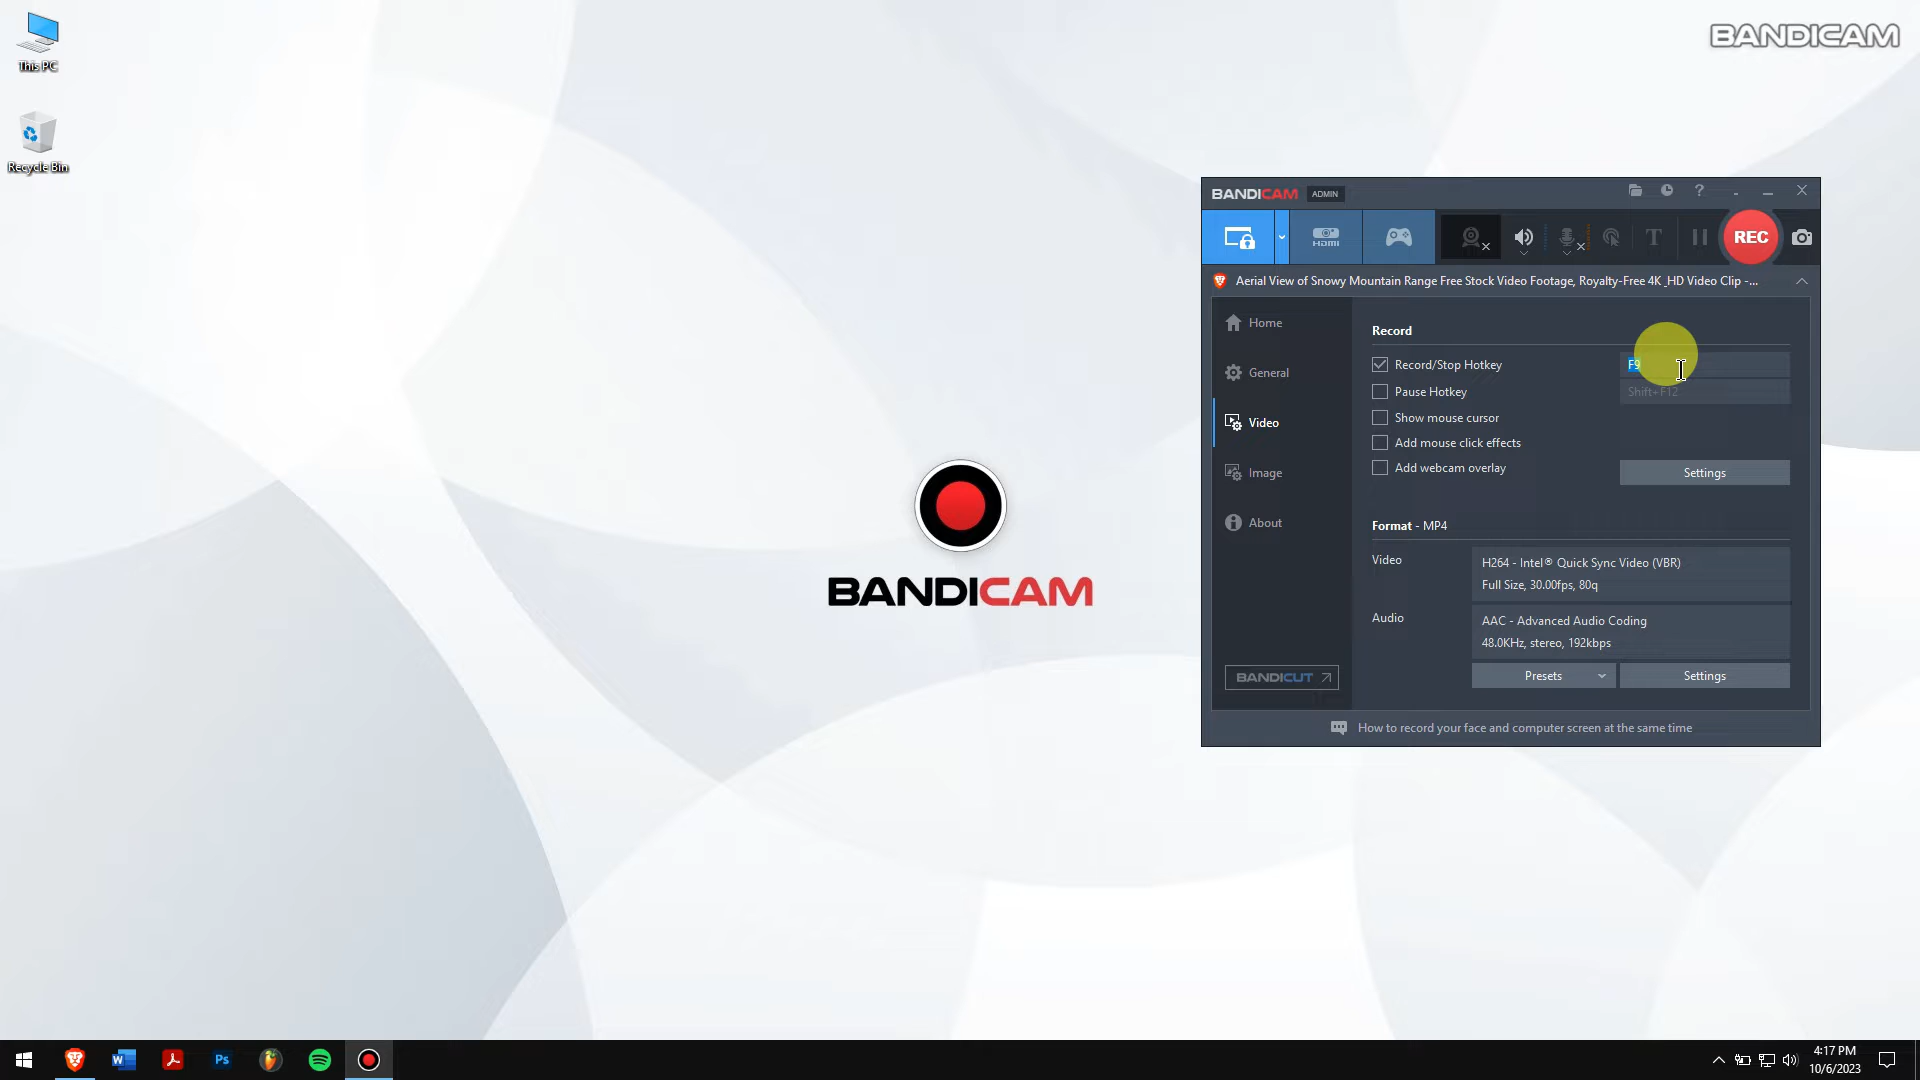 This PC
Recycle Bin
BANDICAM
BANDICAM
BANDICAM ADMIN
?
HDMI
T
REC
Aerial View of Snowy Mountain Range Free Stock Video Footage, Royalty-Free 4K _HD Video Clip -...
Home
General
Video
Image
About
BANDICUT
Record
Record/Stop Hotkey F9
Pause Hotkey Shift+F12
Show mouse cursor
Add mouse click effects
Add webcam overlay
Settings
Format - MP4
Video
H264 - Intel® Quick Sync Video (VBR)
Full Size, 30.00fps, 80q
Audio
AAC - Advanced Audio Coding
48.0KHz, stereo, 192kbps
Presets
Settings
How to record your face and computer screen at the same time
W
Ps
4:17 PM
10/6/2023